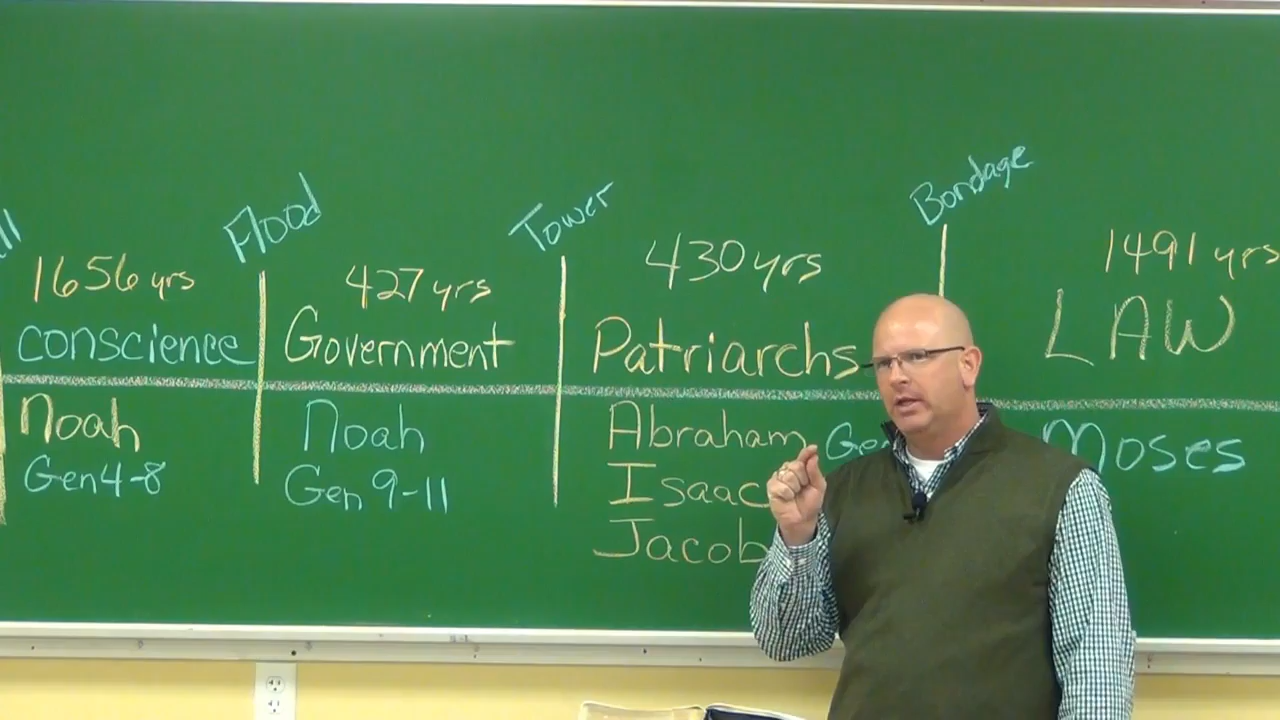 Flood
Tower
Bondage
1656 yrs
427 yrs
430 yrs
1491 yrs
conscience
Government
Patriarchs
LAW
Noah
Noah
Abraham
Moses
Gen 4-8
Gen 9-11
Isaac
Jacob